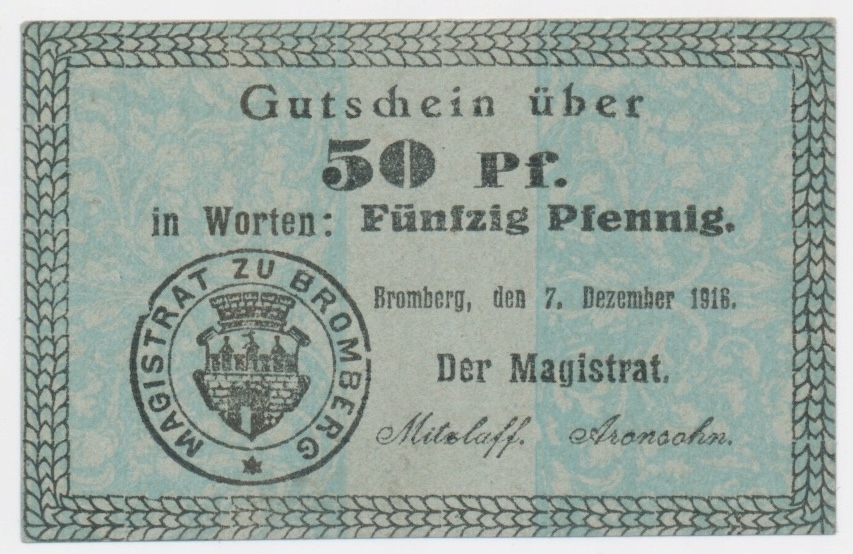 Gutschein über
50 Pf.
in Worten: Fünfzig Pfennig.
MAGISTRAT ZU BROMBERG
Bromberg, den 7. Dezember 1916.
Der Magistrat.
Mitzlaff. Aronsohn.